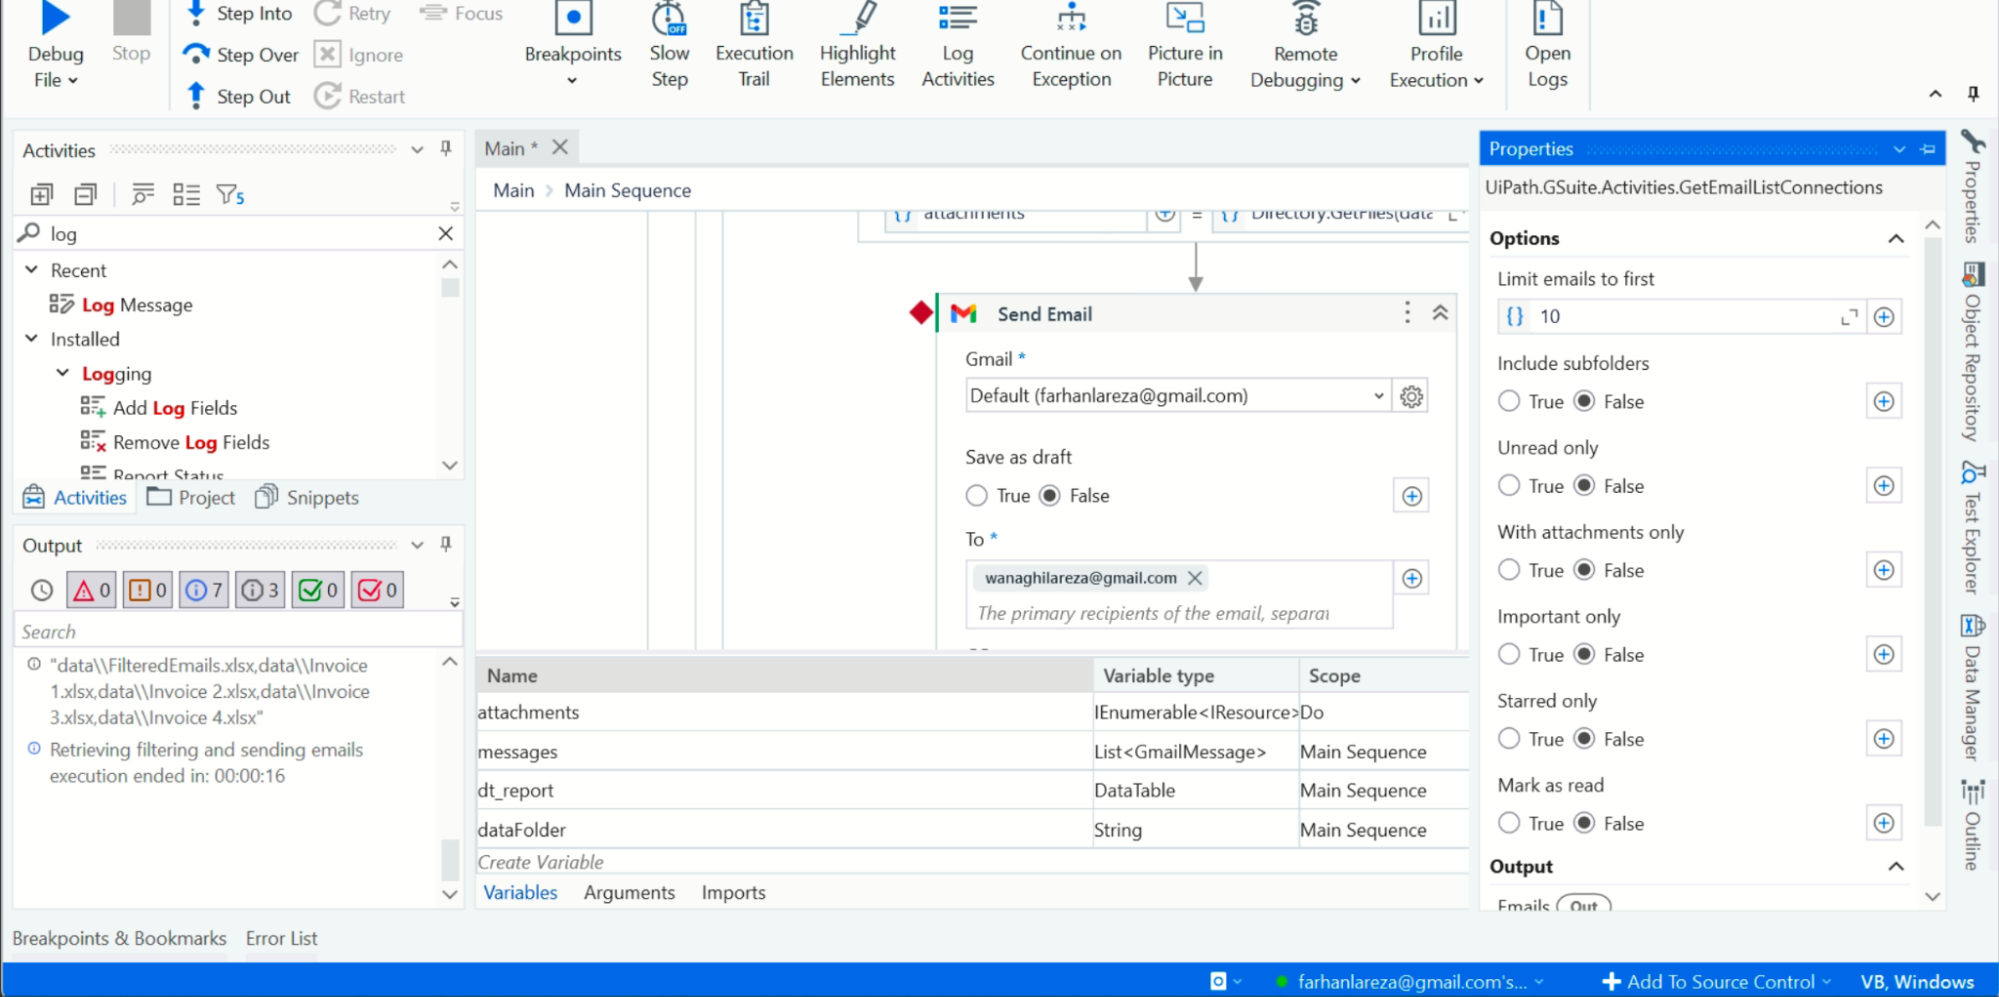 Debug File
Stop
Step Into
Step Over
Step Out
Retry
Ignore
Restart
Focus
Breakpoints
Slow Step
OFF
Execution Trail
Highlight Elements
Log Activities
Continue on Exception
Picture in Picture
Remote Debugging
Profile Execution
Open Logs
Activities
5
log
Recent
Log Message
Installed
Logging
Add Log Fields
Remove Log Fields
Report Status
Activities
Project
Snippets
Output
0
0
7
3
0
0
Search
"data\\FilteredEmails.xlsx,data\\Invoice
1.xlsx,data\\Invoice 2.xlsx,data\\Invoice
3.xlsx,data\\Invoice 4.xlsx"
Retrieving filtering and sending emails
execution ended in: 00:00:16
Breakpoints & Bookmarks
Error List
Main *
Main > Main Sequence
{} attachments = {} Directory.GetFiles(data
Send Email
Gmail *
Default (farhanlareza@gmail.com)
Save as draft
True False
To *
wanaghilareza@gmail.com
The primary recipients of the email, separat
Name Variable type Scope
attachments IEnumerable<IResource> Do
messages List<GmailMessage> Main Sequence
dt_report DataTable Main Sequence
dataFolder String Main Sequence
Create Variable
Variables Arguments Imports
Properties
UiPath.GSuite.Activities.GetEmailListConnections
Options
Limit emails to first
{} 10
Include subfolders
True False
Unread only
True False
With attachments only
True False
Important only
True False
Starred only
True False
Mark as read
True False
Output
Emails Out
Properties
Object Repository
Test Explorer
Data Manager
Outline
farhanlareza@gmail.com's...
Add To Source Control
VB, Windows